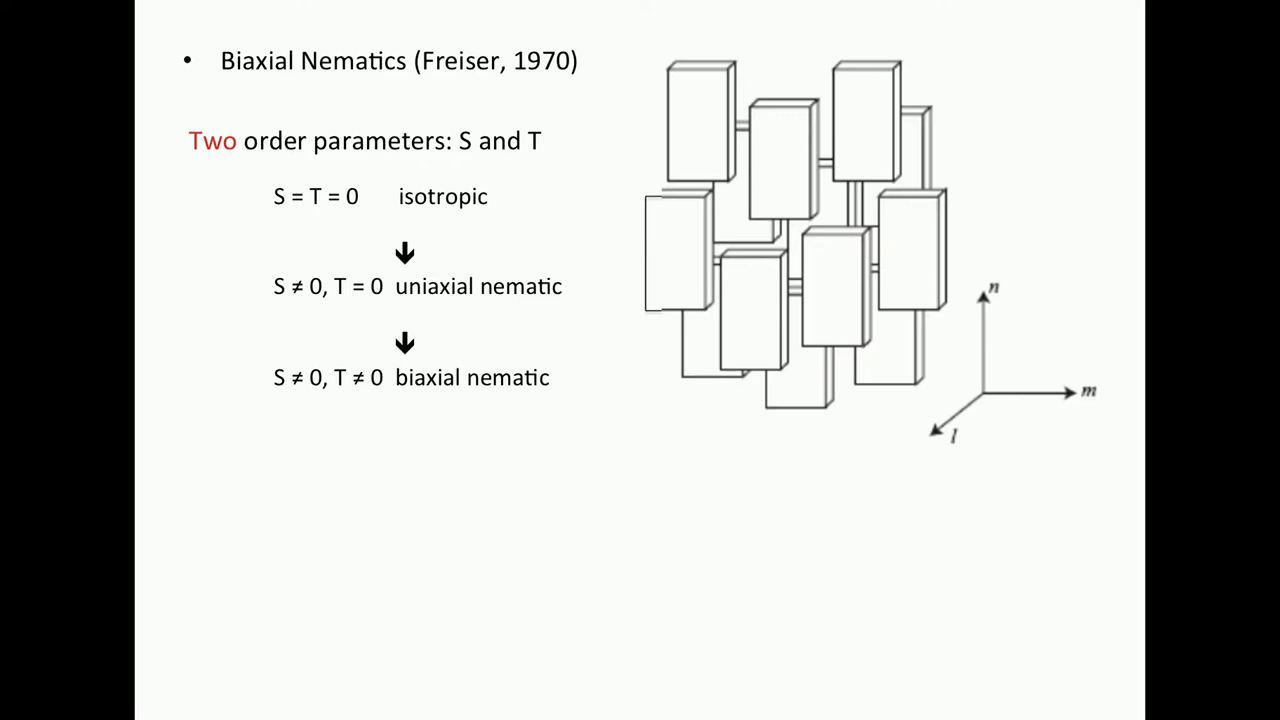 • Biaxial Nematics (Freiser, 1970)
Two order parameters: S and T
S = T = 0 isotropic
S ≠ 0, T = 0 uniaxial nematic
S ≠ 0, T ≠ 0 biaxial nematic
n
m
l